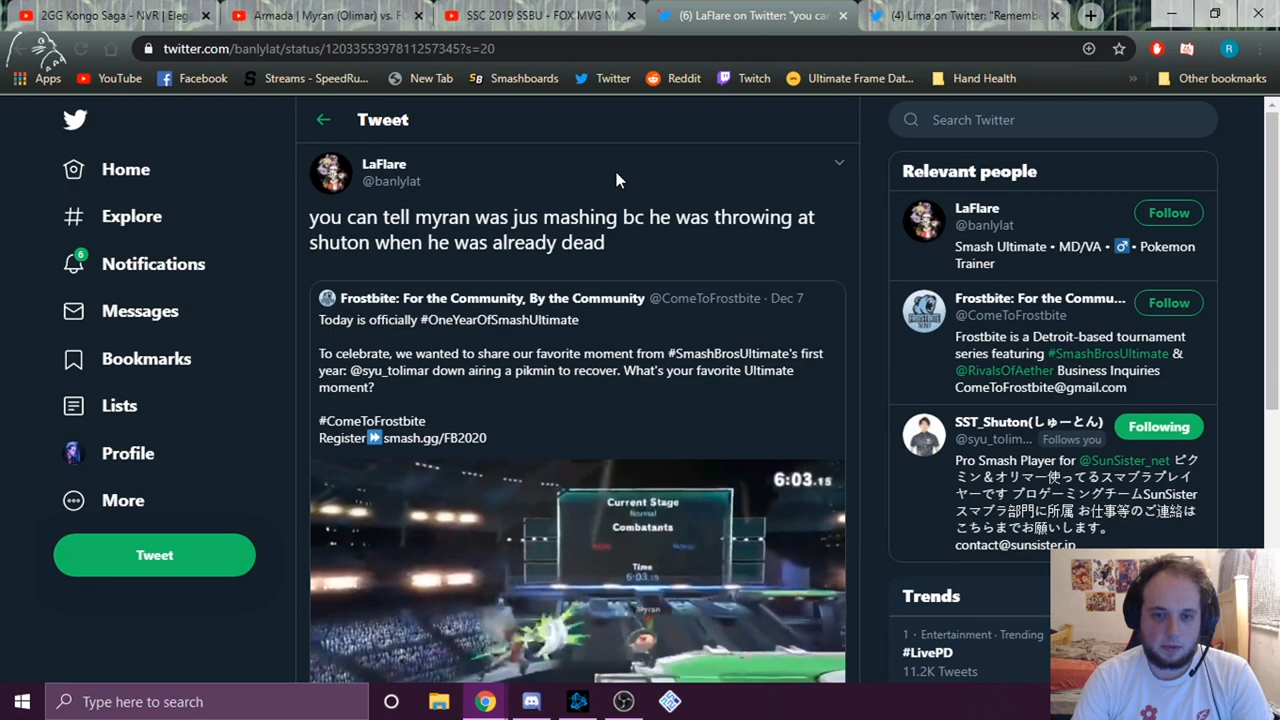 2GG Kongo Saga - NVR | Elega
Armada | Myran (Olimar) vs. F
SSC 2019 SSBU - FOX MVG M
(6) LaFlare on Twitter: "you ca
(4) Lima on Twitter: "Remembe
twitter.com/banlylat/status/1203355397811257345?s=20
R
Apps
YouTube
Facebook
Streams - SpeedRu...
New Tab
Smashboards
Twitter
Reddit
Twitch
Ultimate Frame Dat...
Hand Health
Other bookmarks
Home
Explore
6
Notifications
Messages
Bookmarks
Lists
Profile
More
Tweet
Tweet
LaFlare
@banlylat
you can tell myran was jus mashing bc he was throwing at
shuton when he was already dead
Frostbite: For the Community, By the Community @ComeToFrostbite · Dec 7
Today is officially #OneYearOfSmashUltimate
To celebrate, we wanted to share our favorite moment from #SmashBrosUltimate's first
year: @syu_tolimar down airing a pikmin to recover. What's your favorite Ultimate
moment?
#ComeToFrostbite
Register⏩smash.gg/FB2020
6:03.15
Current Stage
Normal
Combatants
Time
6:03.15
Myran
Search Twitter
Relevant people
LaFlare
@banlylat
Follow
Smash Ultimate • MD/VA • ♂ • Pokemon
Trainer
Frostbite: For the Commu...
@ComeToFrostbite
Follow
Frostbite is a Detroit-based tournament
series featuring #SmashBrosUltimate &
@RivalsOfAether Business Inquiries
ComeToFrostbite@gmail.com
SST_Shuton(しゅーとん)
@syu_tolim... Follows you
Following
Pro Smash Player for @SunSister_net ピク
ミン＆オリマー使ってるスマブラプレイ
ヤーです プロゲーミングチームSunSister
スマブラ部門に所属 お仕事等のご連絡は
こちらまでお願いします。
contact@sunsister.jp
Trends
1 · Entertainment · Trending
#LivePD
11.2K Tweets
Type here to search